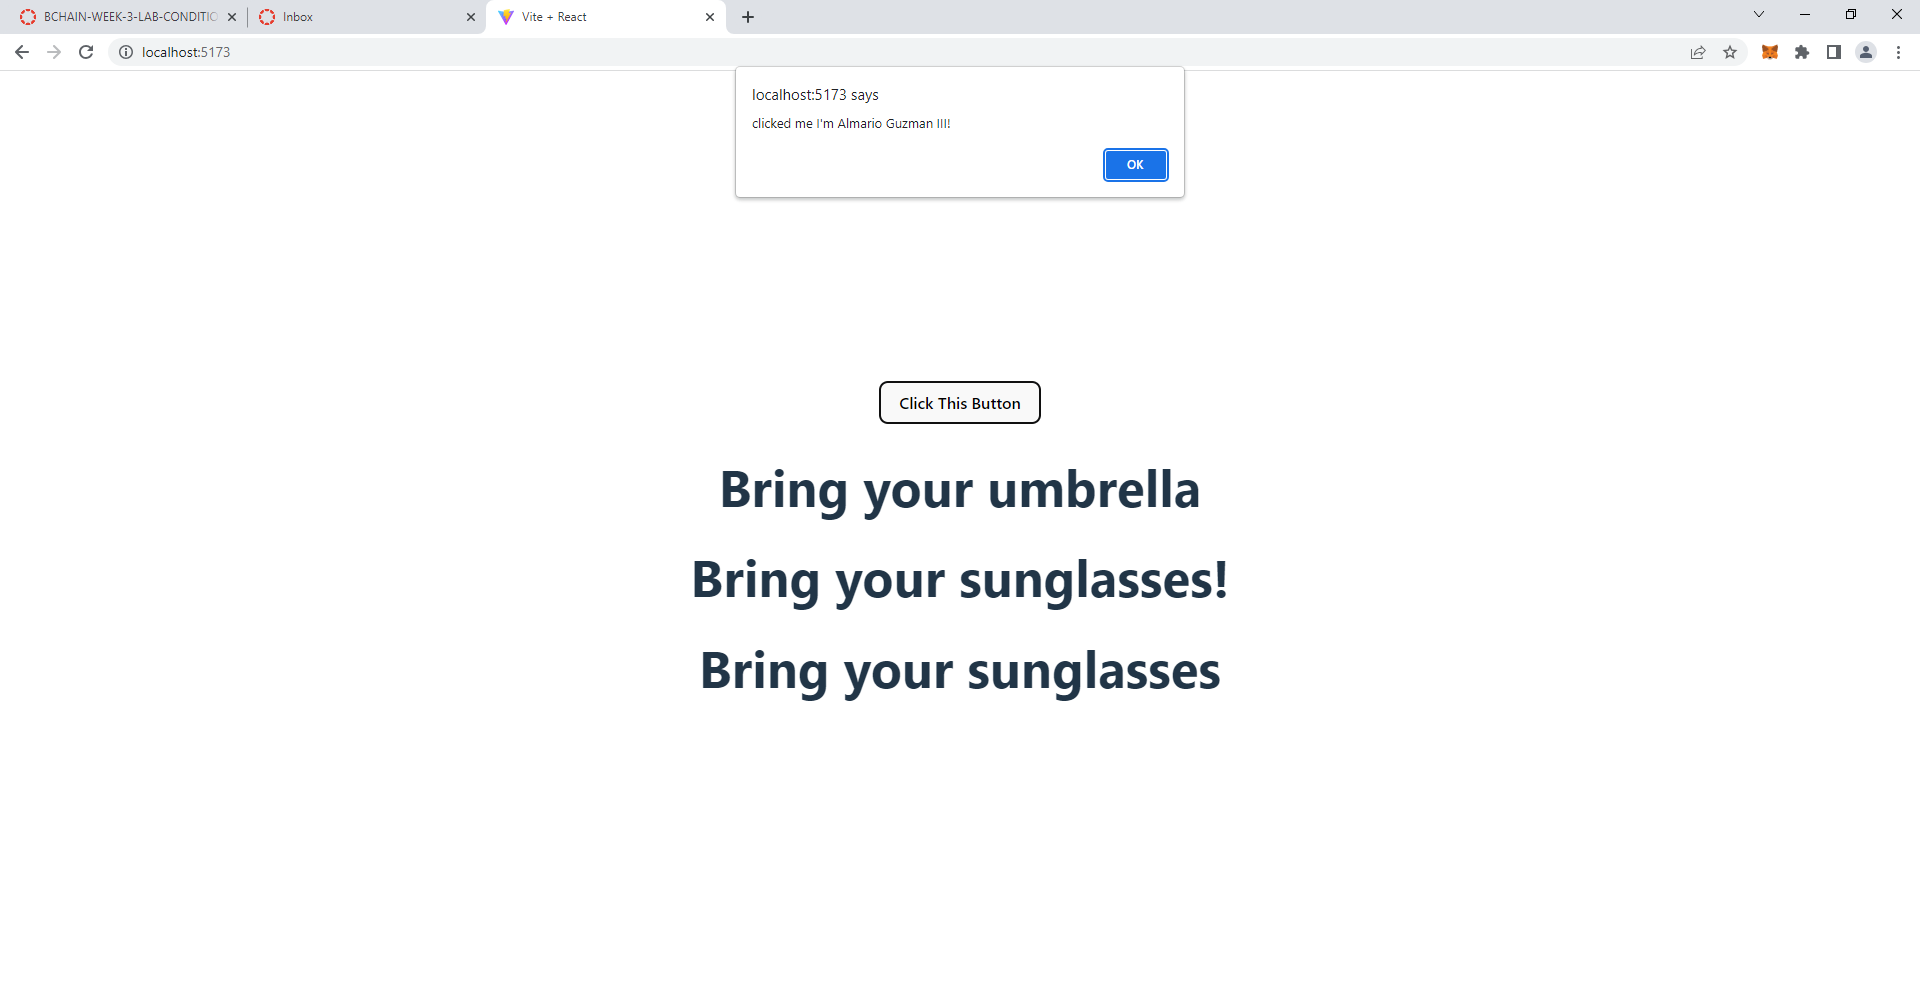 BCHAIN-WEEK-3-LAB-CONDITIO
Inbox
Vite + React
localhost:5173
localhost:5173 says
clicked me I'm Almario Guzman III!
OK
Click This Button
Bring your umbrella
Bring your sunglasses!
Bring your sunglasses